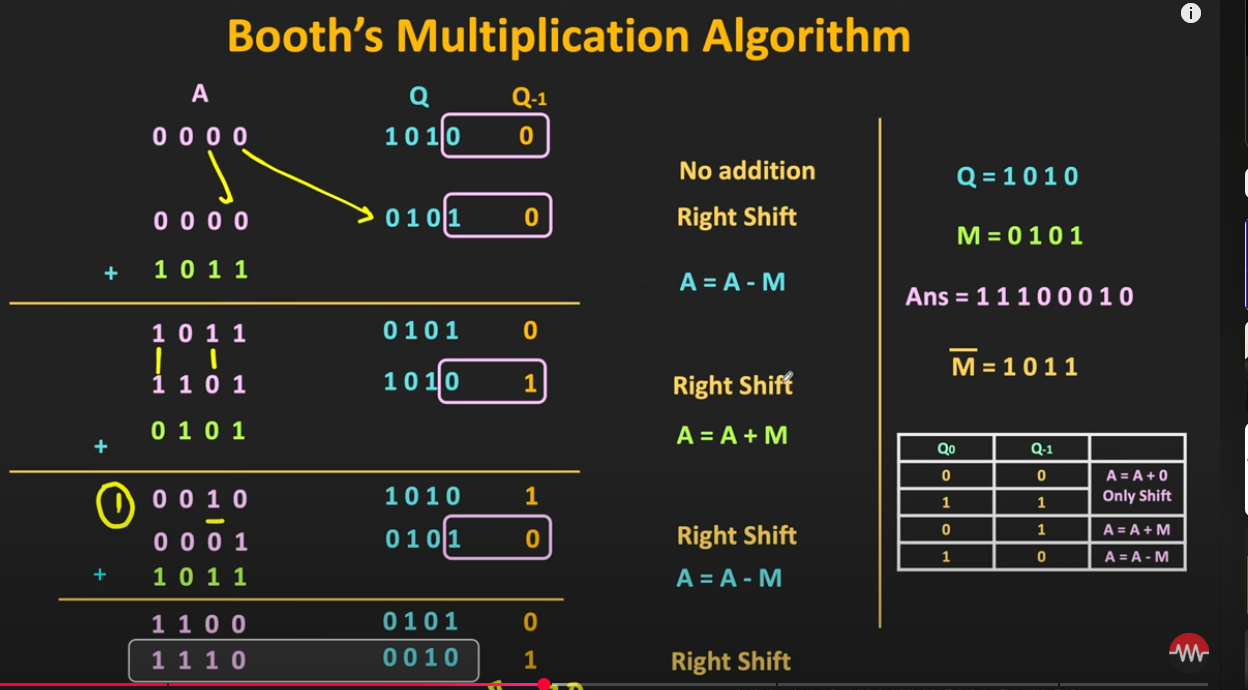 Booth's Multiplication Algorithm
A Q Q-1
0 0 0 0 1 0 1 0 0
No addition
0 0 0 0 0 1 0 1 0 Right Shift
+ 1 0 1 1 A = A - M
1 0 1 1 0 1 0 1 0
1 1 0 1 1 0 1 0 1 Right Shift
+ 0 1 0 1 A = A + M
1 0 0 1 0 1 0 1 0 1
0 0 0 1 0 1 0 1 0 Right Shift
+ 1 0 1 1 A = A - M
1 1 0 0 0 1 0 1 0
1 1 1 0 0 0 1 0 1 Right Shift
Q = 1 0 1 0
M = 0 1 0 1
Ans = 1 1 1 0 0 0 1 0
M̅ = 1 0 1 1
Q0 Q-1
0 0 A = A + 0
Only Shift
1 1
0 1 A = A + M
1 0 A = A - M
i